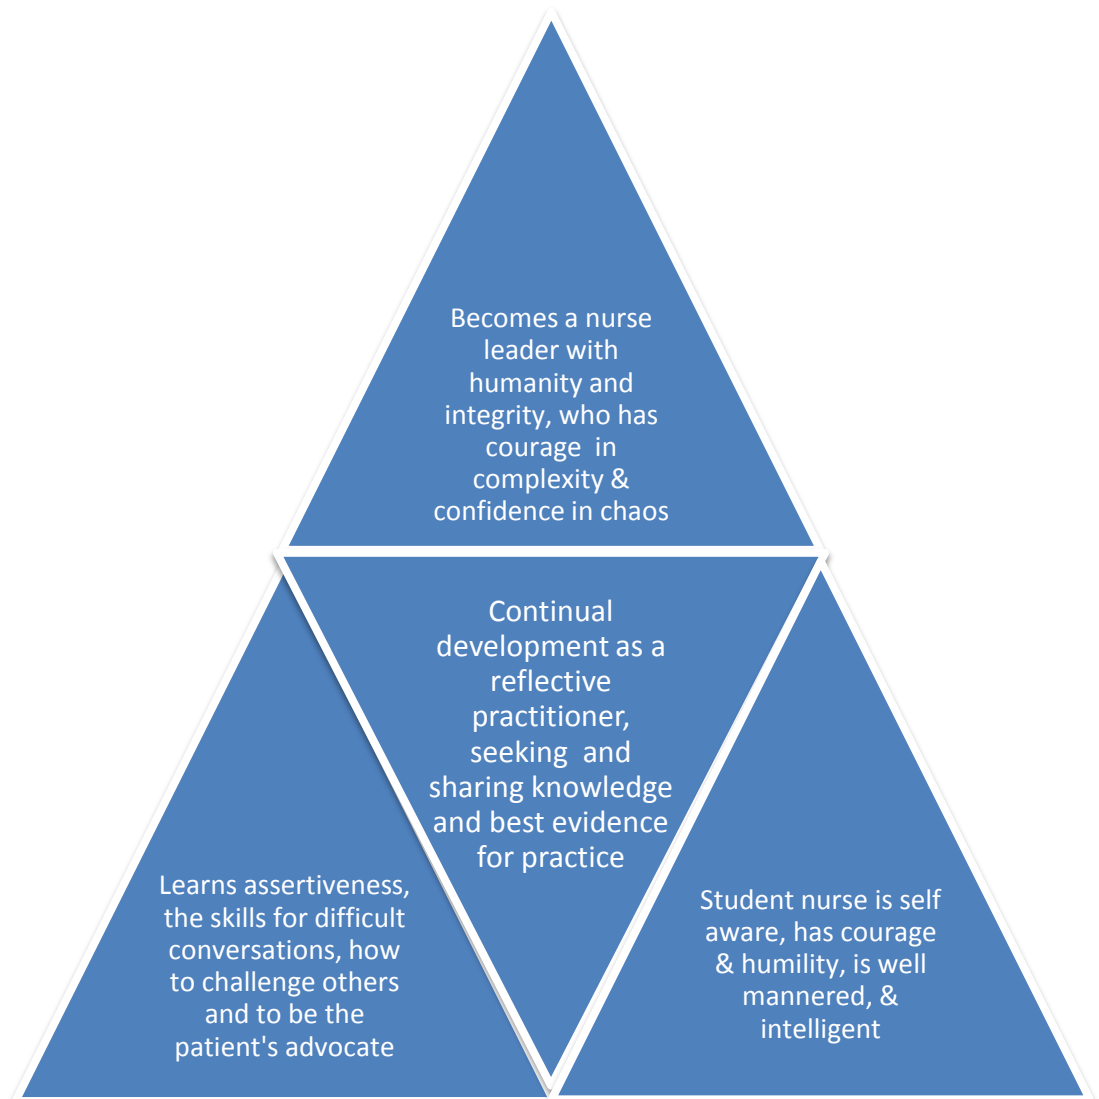 Becomes a nurse
leader with
humanity and
integrity, who has
courage  in
complexity &
confidence in chaos
Continual
development as a
reflective
practitioner,
seeking  and
sharing knowledge
and best evidence
for practice
Learns assertiveness,
the skills for difficult
conversations, how
to challenge others
and to be the
patient's advocate
Student nurse is self
aware, has courage
& humility, is well
mannered, &
intelligent